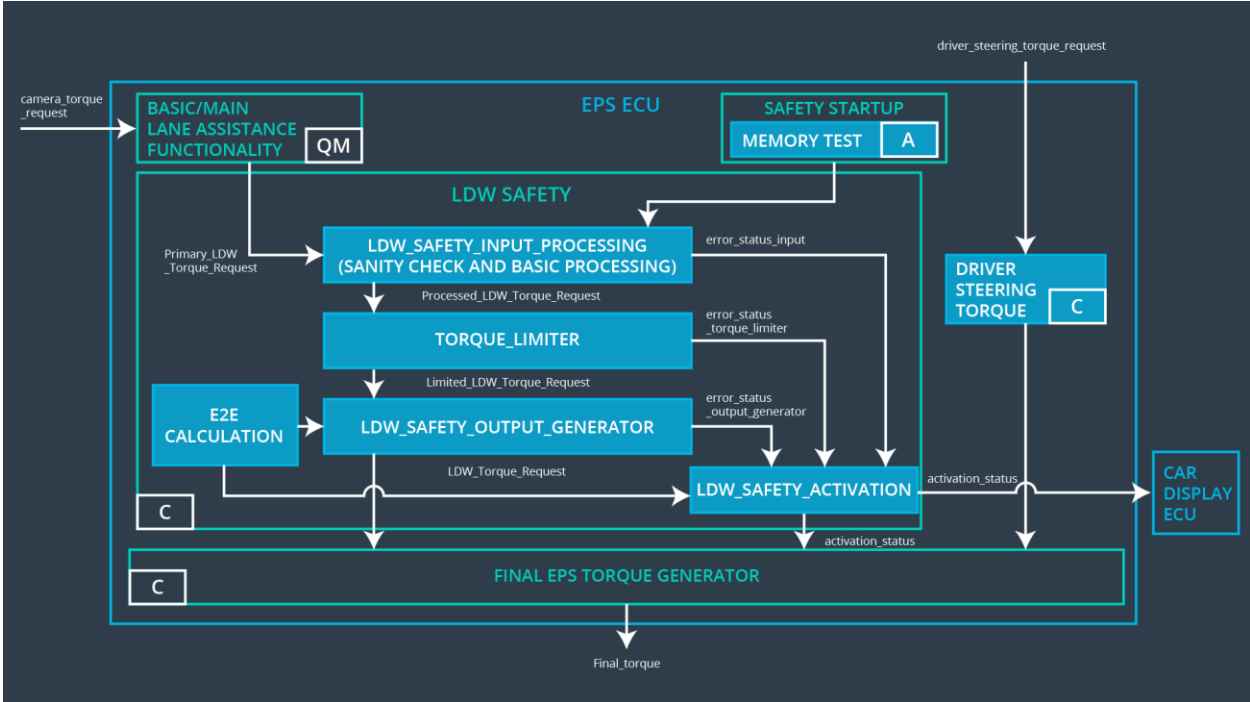 driver_steering_torque_request
camera_torque
_request
EPS ECU
BASIC/MAIN
LANE ASSISTANCE
FUNCTIONALITY
QM
SAFETY STARTUP
MEMORY TEST
A
LDW SAFETY
Primary_LDW
_Torque_Request
LDW_SAFETY_INPUT_PROCESSING
(SANITY CHECK AND BASIC PROCESSING)
error_status_input
DRIVER
STEERING
TORQUE
C
Processed_LDW_Torque_Request
TORQUE_LIMITER
error_status
_torque_limiter
Limited_LDW_Torque_Request
E2E
CALCULATION
LDW_SAFETY_OUTPUT_GENERATOR
error_status
_output_generator
LDW_Torque_Request
LDW_SAFETY_ACTIVATION
activation_status
CAR
DISPLAY
ECU
C
activation_status
C
FINAL EPS TORQUE GENERATOR
Final_torque